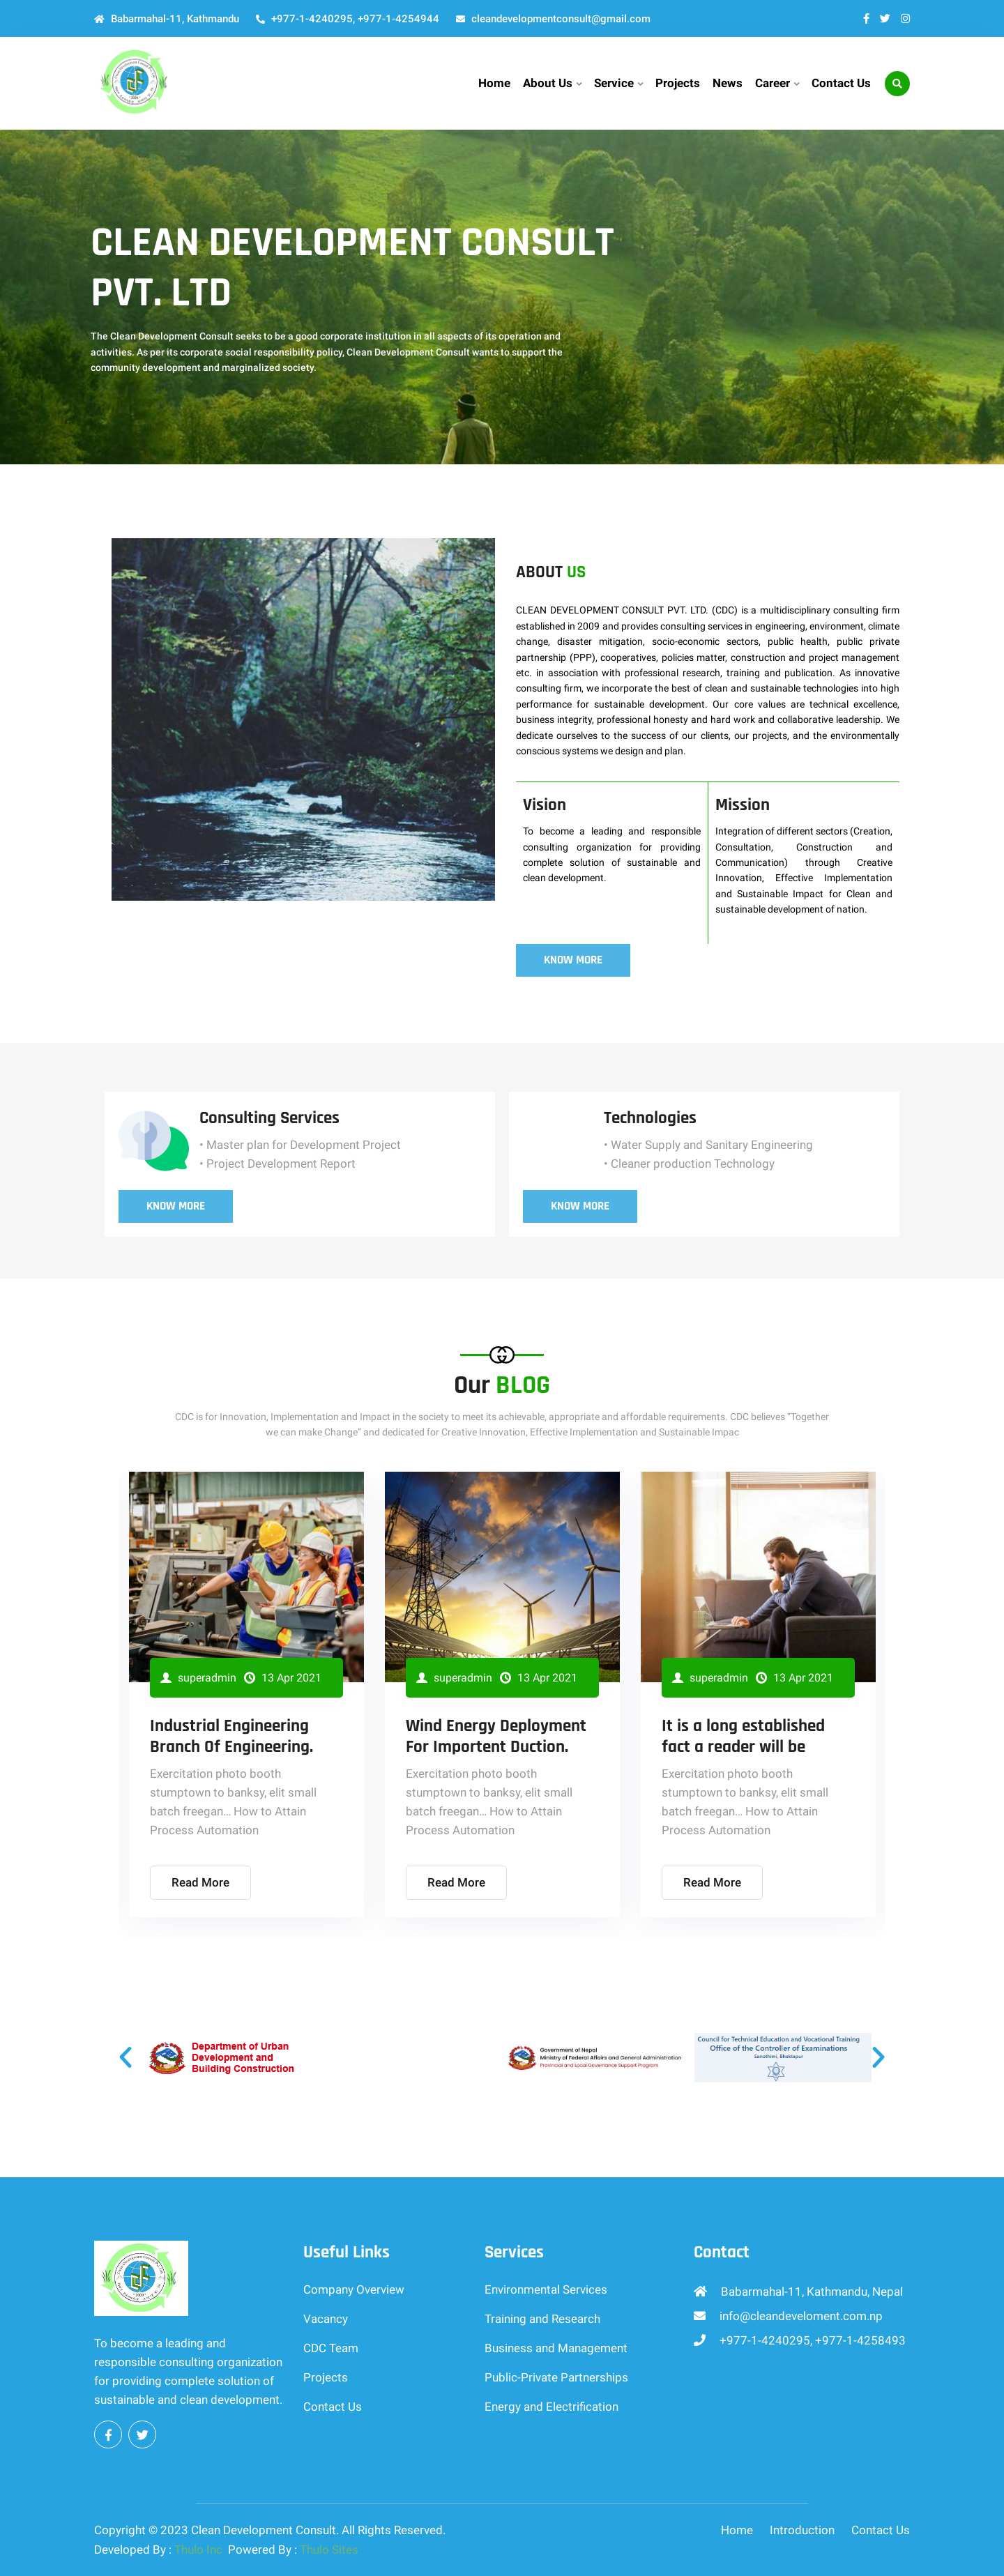 Babarmahal-11, Kathmandu +977-1-4240295, +977-1-4254944 cleandevelopmentconsult@gmail.com
Home About Us Service Projects News Career Contact Us
CLEAN DEVELOPMENT CONSULT
PVT. LTD
The Clean Development Consult seeks to be a good corporate institution in all aspects of its operation and
activities. As per its corporate social responsibility policy, Clean Development Consult wants to support the
community development and marginalized society.
ABOUT US
CLEAN DEVELOPMENT CONSULT PVT. LTD. (CDC) is a multidisciplinary consulting firm
established in 2009 and provides consulting services in engineering, environment, climate
change, disaster mitigation, socio-economic sectors, public health, public private
partnership (PPP), cooperatives, policies matter, construction and project management
etc. in association with professional research, training and publication. As innovative
consulting firm, we incorporate the best of clean and sustainable technologies into high
performance for sustainable development. Our core values are technical excellence,
business integrity, professional honesty and hard work and collaborative leadership. We
dedicate ourselves to the success of our clients, our projects, and the environmentally
conscious systems we design and plan.
Vision
To become a leading and responsible
consulting organization for providing
complete solution of sustainable and
clean development.
Mission
Integration of different sectors (Creation,
Consultation, Construction and
Communication) through Creative
Innovation, Effective Implementation
and Sustainable Impact for Clean and
sustainable development of nation.
KNOW MORE
Consulting Services
• Master plan for Development Project
• Project Development Report
KNOW MORE
Technologies
• Water Supply and Sanitary Engineering
• Cleaner production Technology
KNOW MORE
Our BLOG
CDC is for Innovation, Implementation and Impact in the society to meet its achievable, appropriate and affordable requirements. CDC believes "Together
we can make Change" and dedicated for Creative Innovation, Effective Implementation and Sustainable Impac
superadmin 13 Apr 2021
Industrial Engineering
Branch Of Engineering.
Exercitation photo booth
stumptown to banksy, elit small
batch freegan... How to Attain
Process Automation
Read More
superadmin 13 Apr 2021
Wind Energy Deployment
For Importent Duction.
Exercitation photo booth
stumptown to banksy, elit small
batch freegan... How to Attain
Process Automation
Read More
superadmin 13 Apr 2021
It is a long established
fact a reader will be
Exercitation photo booth
stumptown to banksy, elit small
batch freegan... How to Attain
Process Automation
Read More
Department of Urban
Development and
Building Construction
Government of Nepal
Ministry of Federal Affairs and General Administration
Provincial and Local Governance Support Program
Council for Technical Education and Vocational Training
Office of the Controller of Examinations
Sanothimi, Bhaktapur
To become a leading and
responsible consulting organization
for providing complete solution of
sustainable and clean development.
Useful Links
Company Overview
Vacancy
CDC Team
Projects
Contact Us
Services
Environmental Services
Training and Research
Business and Management
Public-Private Partnerships
Energy and Electrification
Contact
Babarmahal-11, Kathmandu, Nepal
info@cleandeveloment.com.np
+977-1-4240295, +977-1-4258493
Copyright © 2023 Clean Development Consult. All Rights Reserved.
Developed By : Thulo Inc. Powered By : Thulo Sites
Home Introduction Contact Us